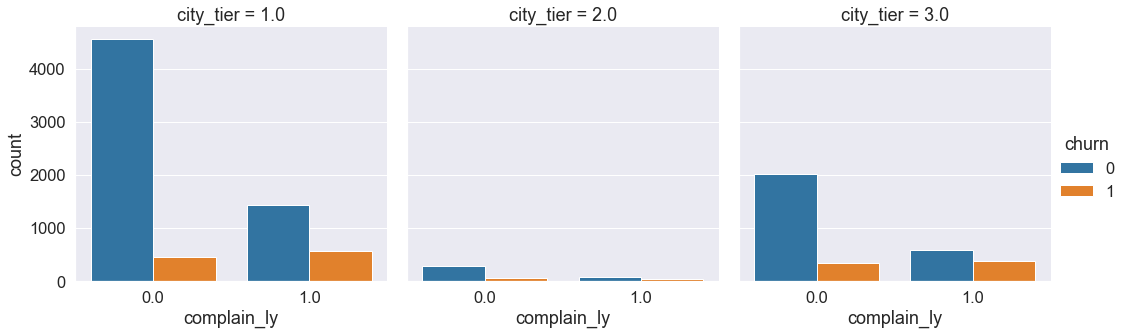 city_tier = 1.0
city_tier = 2.0
city_tier = 3.0
4000
3000
2000
1000
0
count
0.0
1.0
0.0
1.0
0.0
1.0
complain_ly
complain_ly
complain_ly
churn
0
1